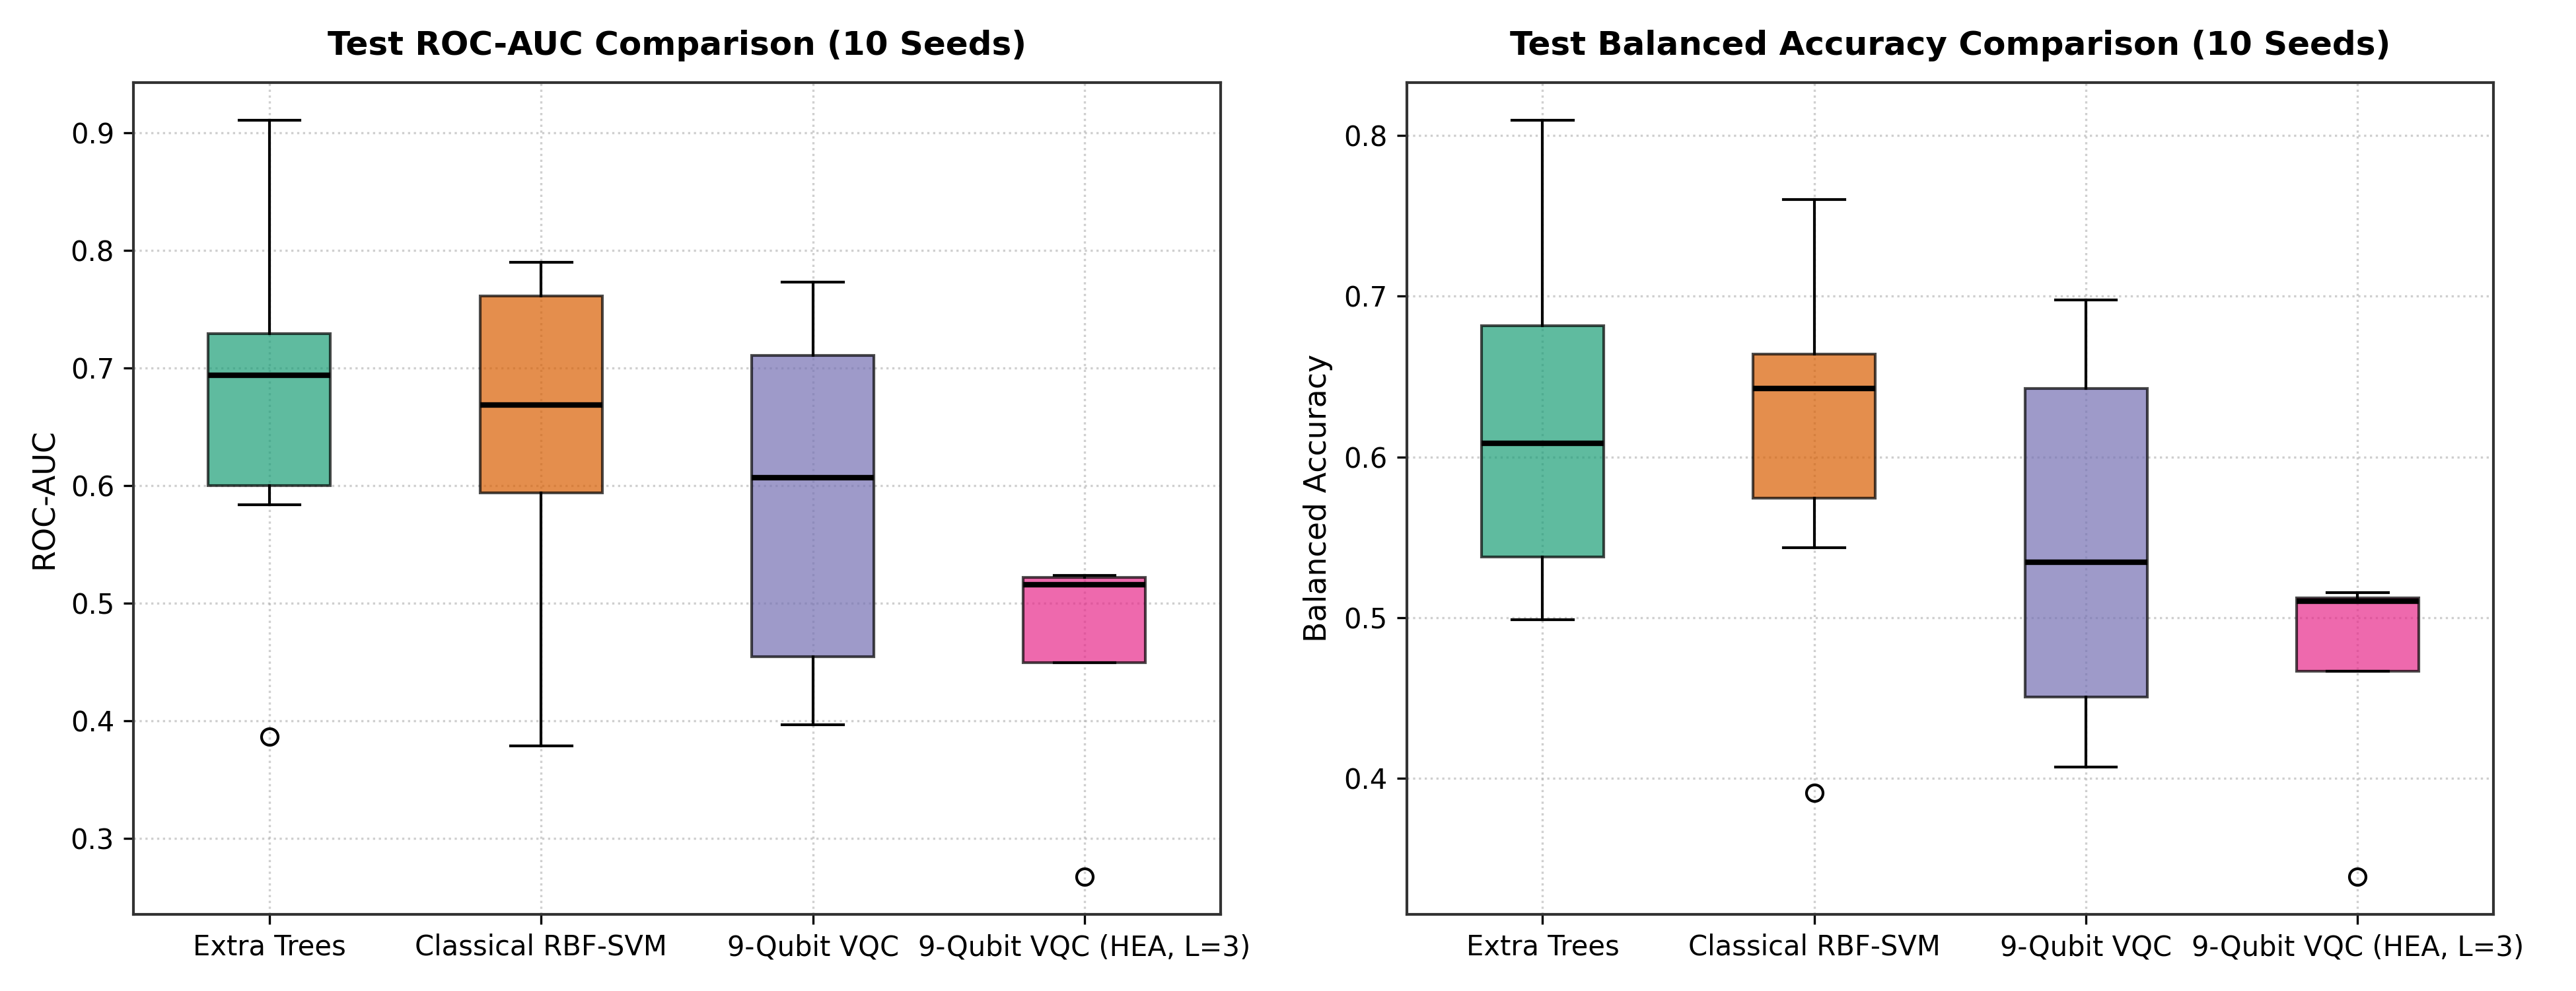 Test ROC-AUC Comparison (10 Seeds)
ROC-AUC
0.9
0.8
0.7
0.6
0.5
0.4
0.3
Extra Trees
Classical RBF-SVM
9-Qubit VQC
9-Qubit VQC (HEA, L=3)
Test Balanced Accuracy Comparison (10 Seeds)
Balanced Accuracy
0.8
0.7
0.6
0.5
0.4
Extra Trees
Classical RBF-SVM
9-Qubit VQC
9-Qubit VQC (HEA, L=3)